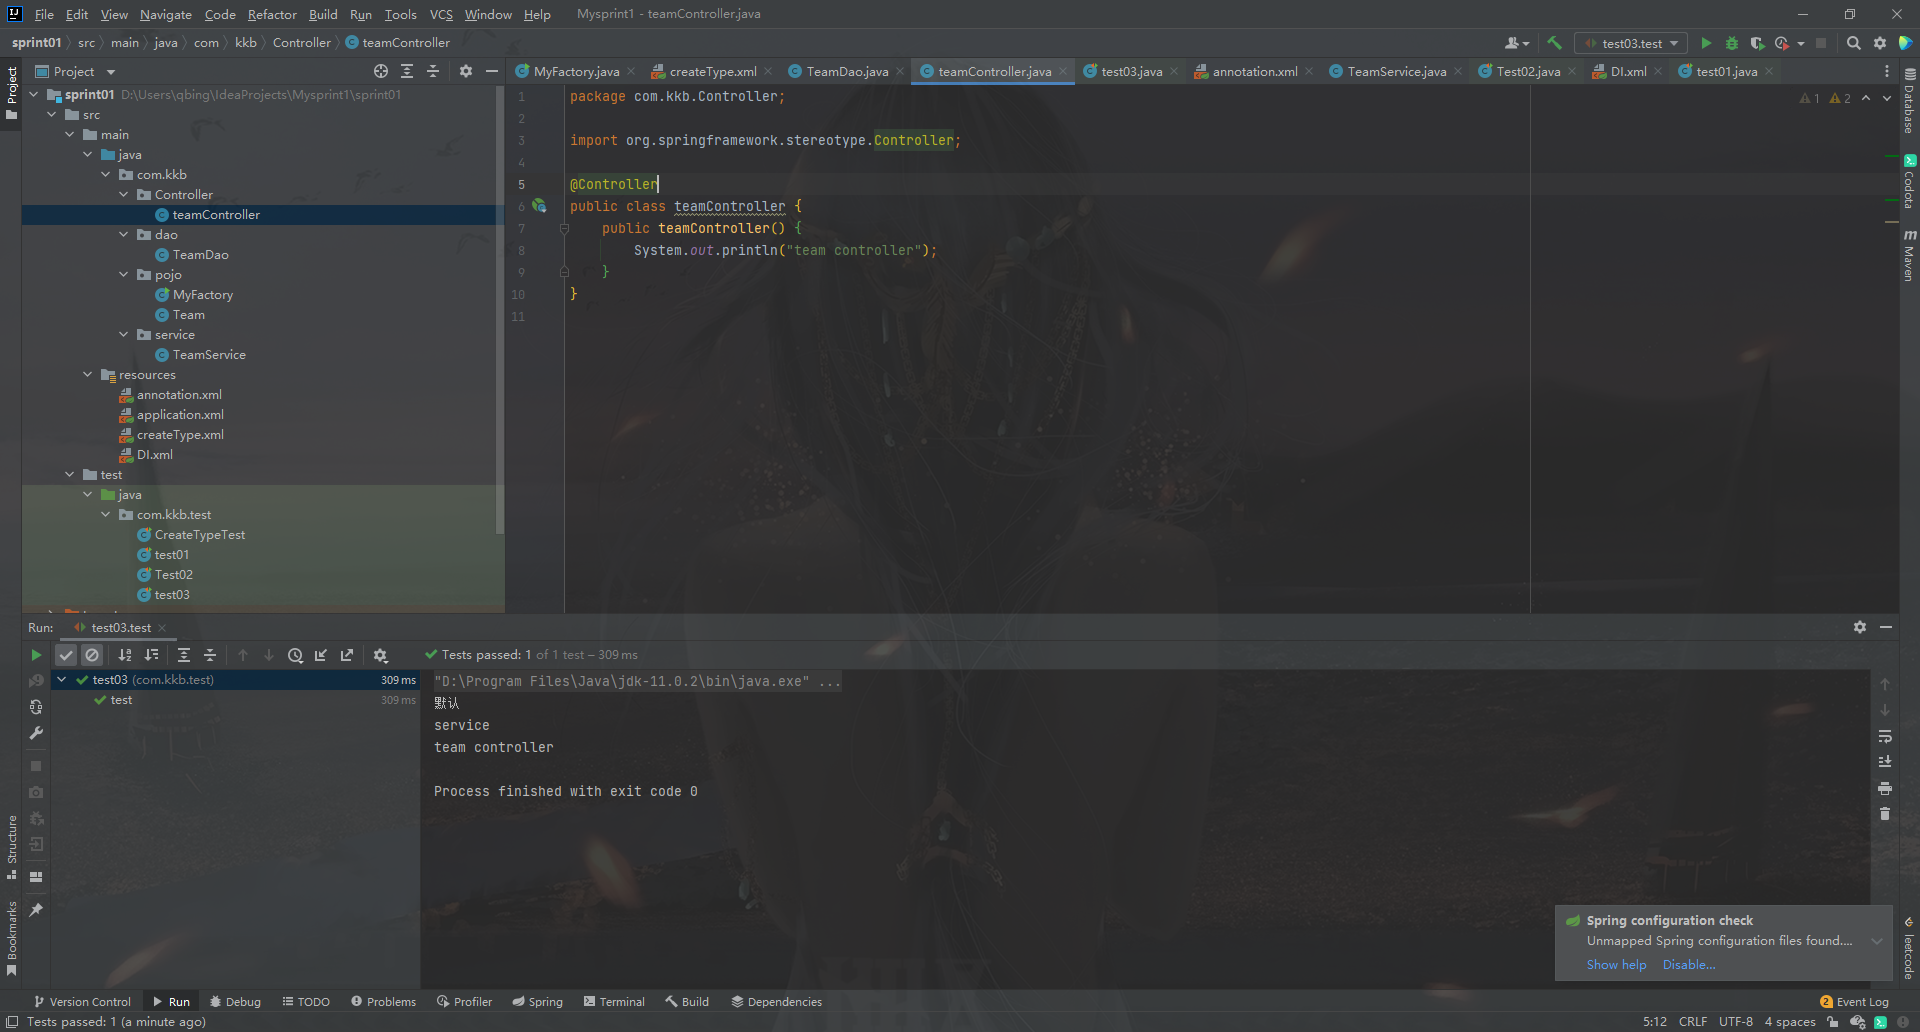 File Edit View Navigate Code Refactor Build Run Tools VCS Window Help Mysprint1 - teamController.java
sprint01 src main java com kkb Controller teamController
test03.test
Project
MyFactory.java createType.xml TeamDao.java teamController.java test03.java annotation.xml TeamService.java Test02.java DI.xml test01.java
Project
sprint01 D:\Users\qbing\IdeaProjects\Mysprint1\sprint01
src
main
java
com.kkb
Controller
teamController
dao
TeamDao
pojo
MyFactory
Team
service
TeamService
resources
annotation.xml
application.xml
createType.xml
DI.xml
test
java
com.kkb.test
CreateTypeTest
test01
Test02
test03
1 package com.kkb.Controller;
2
3 import org.springframework.stereotype.Controller;
4
5 @Controller
6 public class teamController {
7 public teamController() {
8 System.out.println("team controller");
9 }
10 }
11
1 2
Database
Codota
Maven
Run: test03.test
Tests passed: 1 of 1 test – 309 ms
test03 (com.kkb.test) 309 ms
test 309 ms
"D:\Program Files\Java\jdk-11.0.2\bin\java.exe" ...
默认
service
team controller
Process finished with exit code 0
Structure
Bookmarks
Spring configuration check
Unmapped Spring configuration files found....
Show help Disable...
leetcode
Version Control Run Debug TODO Problems Profiler Spring Terminal Build Dependencies 2 Event Log
Tests passed: 1 (a minute ago) 5:12 CRLF UTF-8 4 spaces